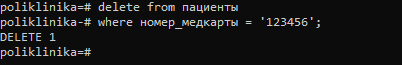 poliklinika=# delete from пациенты
poliklinika-# where номер_медкарты = '123456';
DELETE 1
poliklinika=#